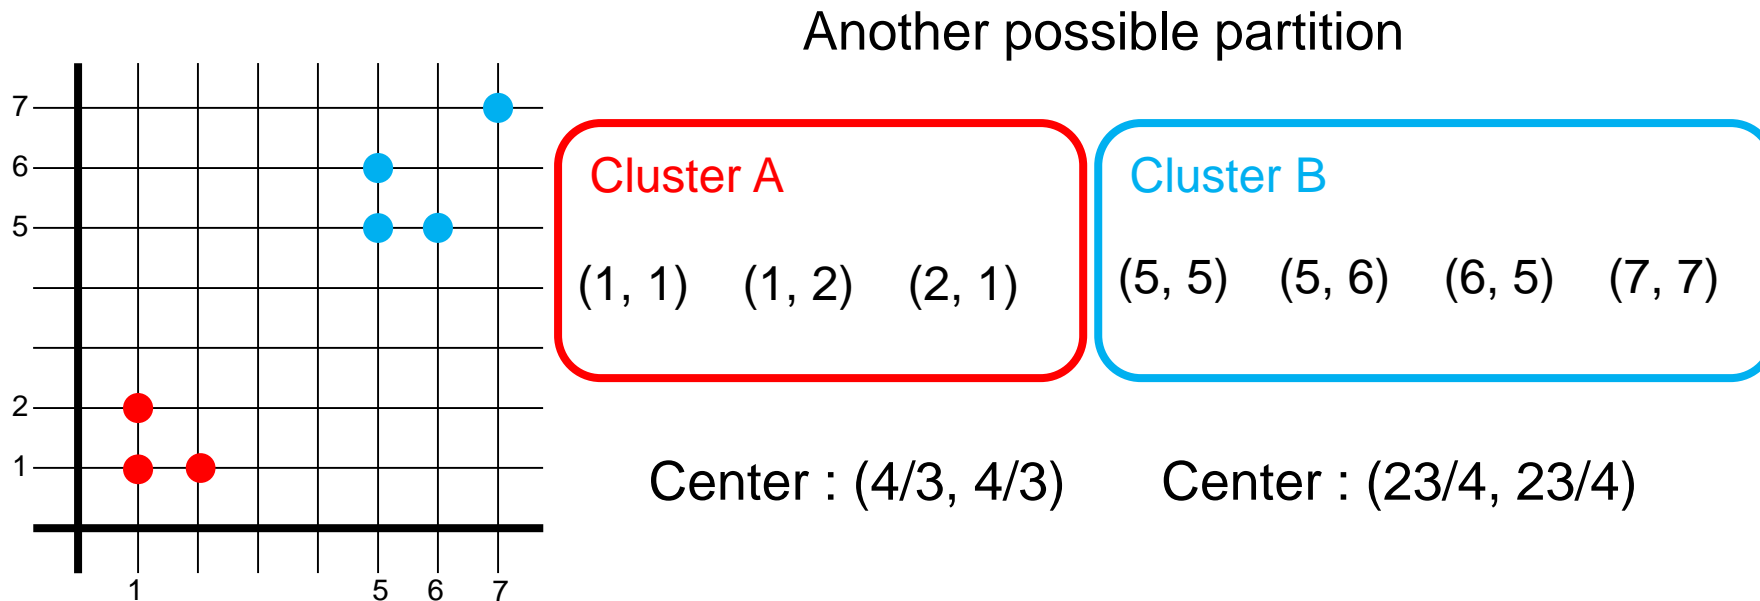 Another possible partition
7
6
5
2
1
1 5 6 7
Cluster A
(1, 1) (1, 2) (2, 1)
Center : (4/3, 4/3)
Cluster B
(5, 5) (5, 6) (6, 5) (7, 7)
Center : (23/4, 23/4)